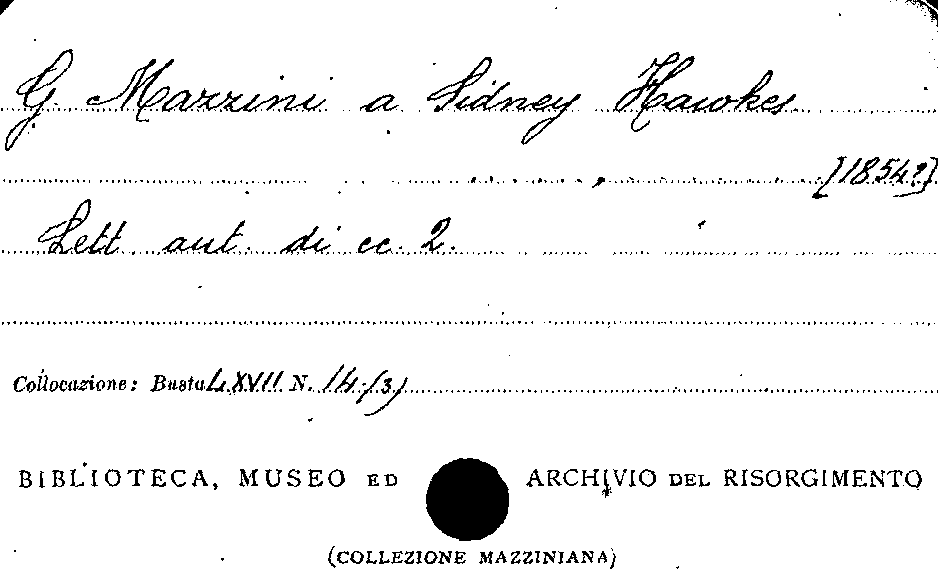 G. Mazzini a Sidney Hawkes
[1854?]
Lett. aut. di cc. 2.
Collocazione: Busta LXVII N. 14 (3)
BIBLIOTECA, MUSEO ED ARCHIVIO DEL RISORGIMENTO
(COLLEZIONE MAZZINIANA)